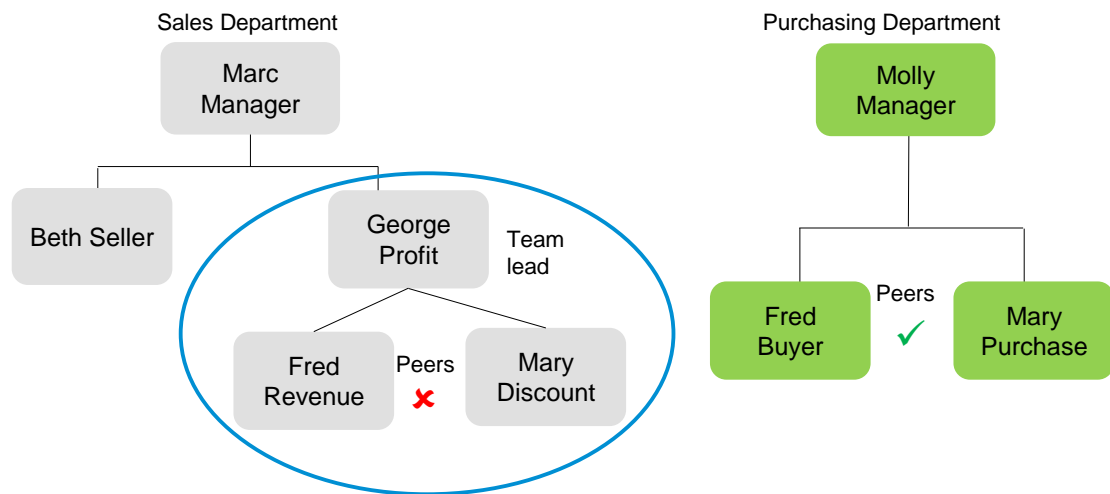 Sales Department
Marc
Manager
Beth Seller
George
Profit
Team
lead
Fred
Revenue
Peers
Mary
Discount
Purchasing Department
Molly
Manager
Fred
Buyer
Peers
Mary
Purchase